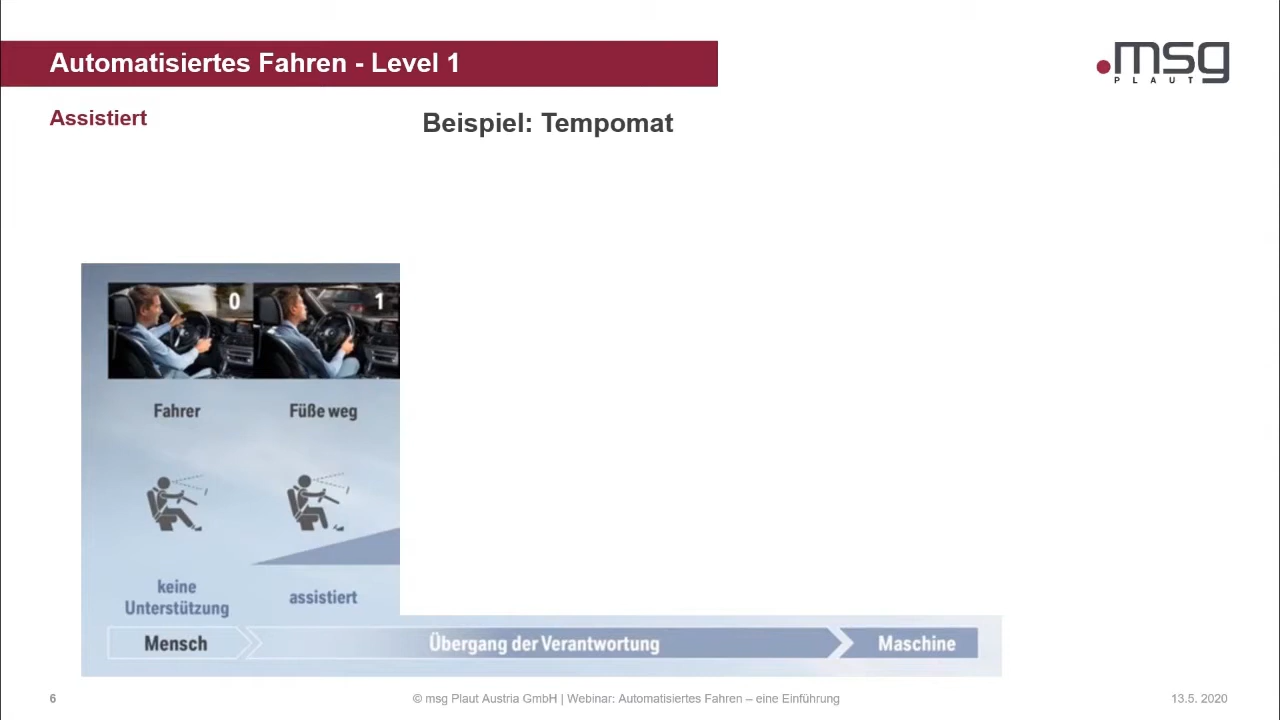 Automatisiertes Fahren - Level 1
msg
PLAUT
Assistiert
Beispiel: Tempomat
0
1
Fahrer
Füße weg
keine
Unterstützung
assistiert
Mensch
Übergang der Verantwortung
Maschine
6
© msg Plaut Austria GmbH | Webinar: Automatisiertes Fahren – eine Einführung
13.5. 2020